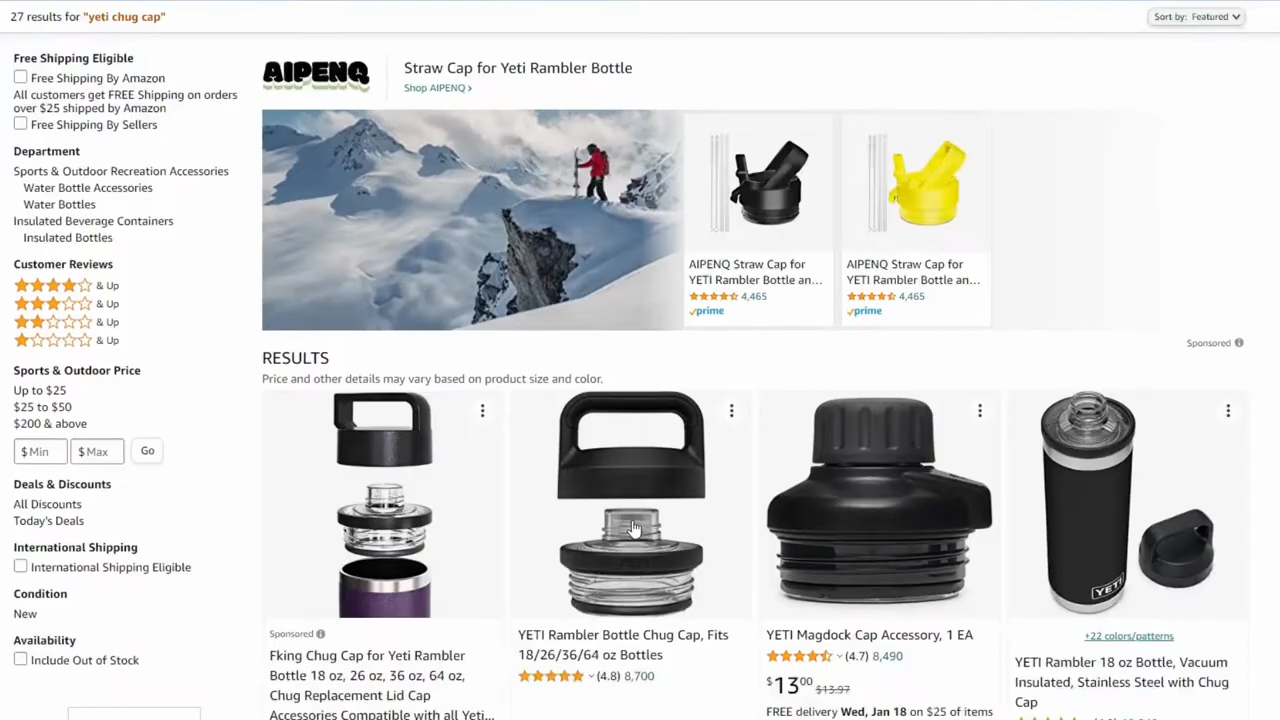 27 results for "yeti chug cap"
Sort by: Featured
Free Shipping Eligible
Free Shipping By Amazon
All customers get FREE Shipping on orders
over $25 shipped by Amazon
Free Shipping By Sellers
Department
Sports & Outdoor Recreation Accessories
Water Bottle Accessories
Water Bottles
Insulated Beverage Containers
Insulated Bottles
Customer Reviews
& Up
& Up
& Up
& Up
Sports & Outdoor Price
Up to $25
$25 to $50
$200 & above
$ Min
$ Max
Go
Deals & Discounts
All Discounts
Today's Deals
International Shipping
International Shipping Eligible
Condition
New
Availability
Include Out of Stock
AIPENQ
Straw Cap for Yeti Rambler Bottle
Shop AIPENQ ›
AIPENQ Straw Cap for
YETI Rambler Bottle an...
4,465
prime
AIPENQ Straw Cap for
YETI Rambler Bottle an...
4,465
prime
Sponsored
RESULTS
Price and other details may vary based on product size and color.
Sponsored
Fking Chug Cap for Yeti Rambler
Bottle 18 oz, 26 oz, 36 oz, 64 oz,
Chug Replacement Lid Cap
Accessories Compatible with all Yeti...
YETI Rambler Bottle Chug Cap, Fits
18/26/36/64 oz Bottles
(4.8) 8,700
YETI Magdock Cap Accessory, 1 EA
(4.7) 8,490
$13.00 $13.97
FREE delivery Wed, Jan 18 on $25 of items
YETI
+22 colors/patterns
YETI Rambler 18 oz Bottle, Vacuum
Insulated, Stainless Steel with Chug
Cap